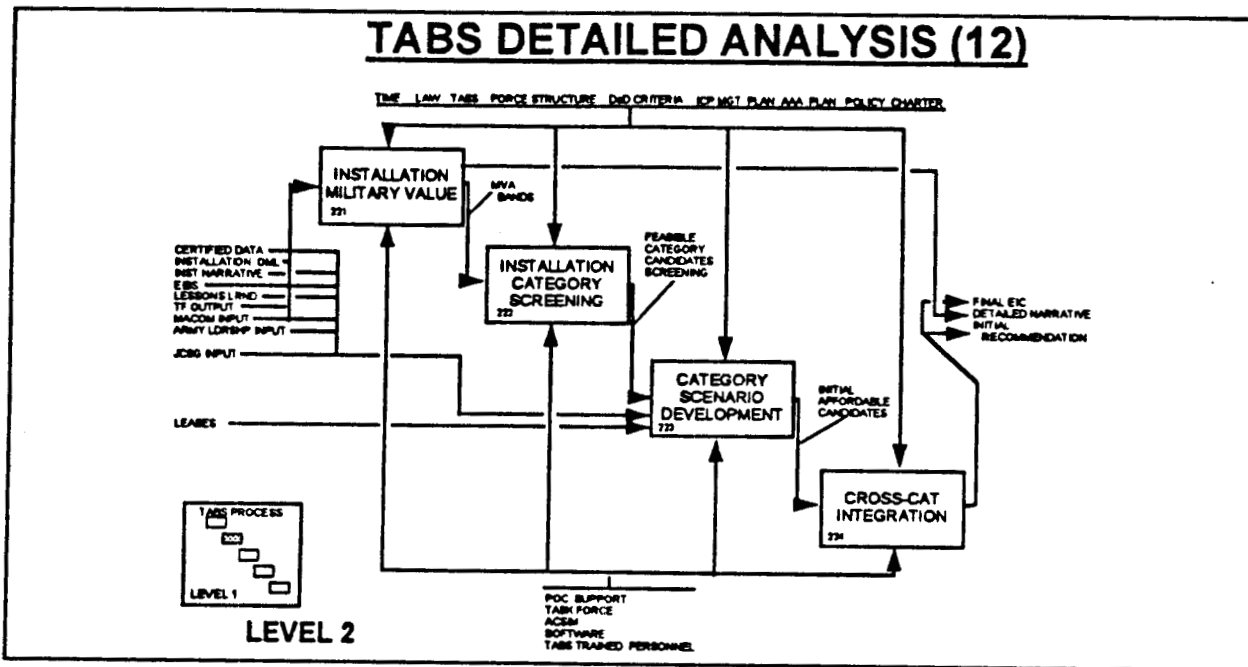 TABS DETAILED ANALYSIS (12)
TIME LAW TABS FORCE STRUCTURE DoD CRITERIA ICP MGT PLAN AAA PLAN POLICY CHARTER
INSTALLATION
MILITARY VALUE
221
MVA
BANDS
CERTIFIED DATA
INSTALLATION
INST NARRATIVE
LESSONS LRND
TF OUTPUT
MACOM INPUT
ARMY LDRSHP INPUT
JCSG INPUT
LEASES
INSTALLATION
CATEGORY
SCREENING
222
FEASIBLE
CATEGORY
CANDIDATES
SCREENING
CATEGORY
SCENARIO
DEVELOPMENT
223
INITIAL
AFFORDABLE
CANDIDATES
CROSS-CAT
INTEGRATION
224
FINAL EIC
DETAILED NARRATIVE
INITIAL
RECOMMENDATION
TABS PROCESS
LEVEL 1
LEVEL 2
POC SUPPORT
TASK FORCE
ACSIM
SOFTWARE
TABS TRAINED PERSONNEL